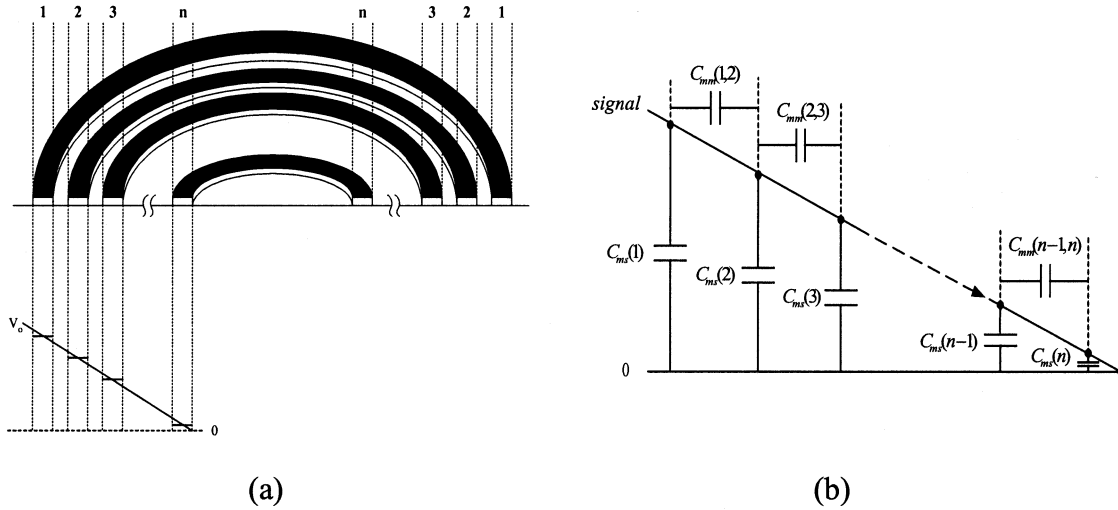 1 2 3 n n 3 2 1
V_o
0
(a)
signal
C_mm(1,2)
C_mm(2,3)
C_mm(n−1,n)
C_ms(1)
C_ms(2)
C_ms(3)
C_ms(n−1)
C_ms(n)
0
(b)